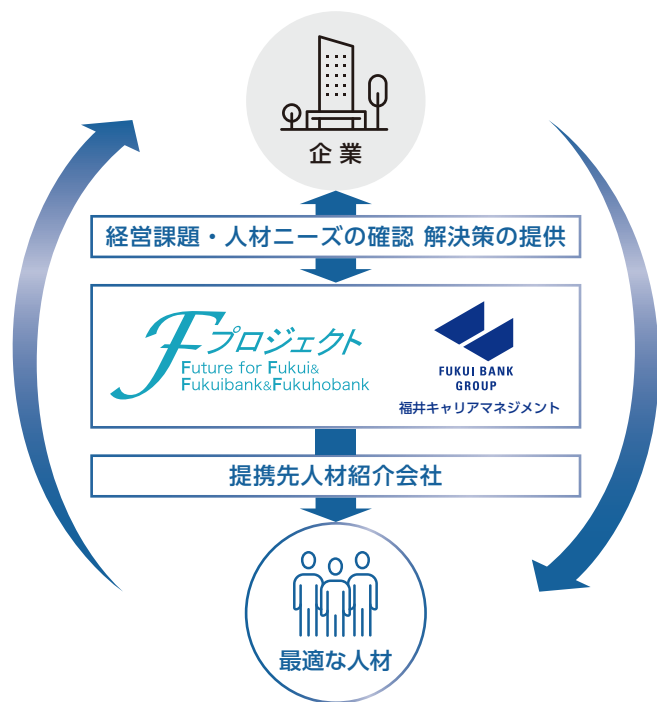 企業
経営課題・人材ニーズの確認 解決策の提供
Fプロジェクト
Future for Fukui&
Fukuibank&Fukuhobank
FUKUI BANK
GROUP
福井キャリアマネジメント
提携先人材紹介会社
最適な人材